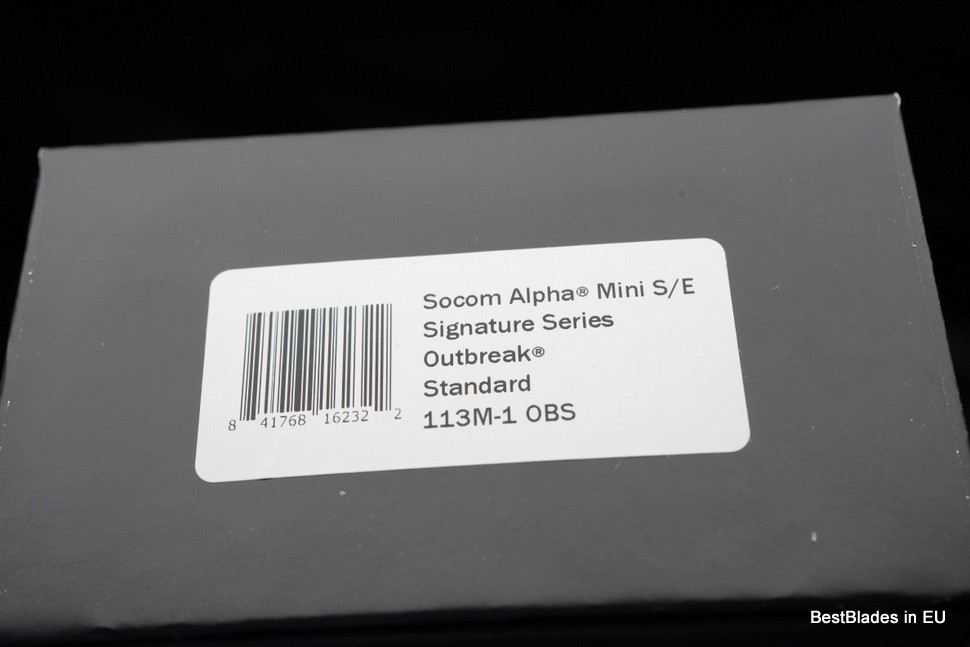 Socom Alpha® Mini S/E
Signature Series
Outbreak®
Standard
113M-1 OBS
8 41768 16232 2
BestBlades in EU